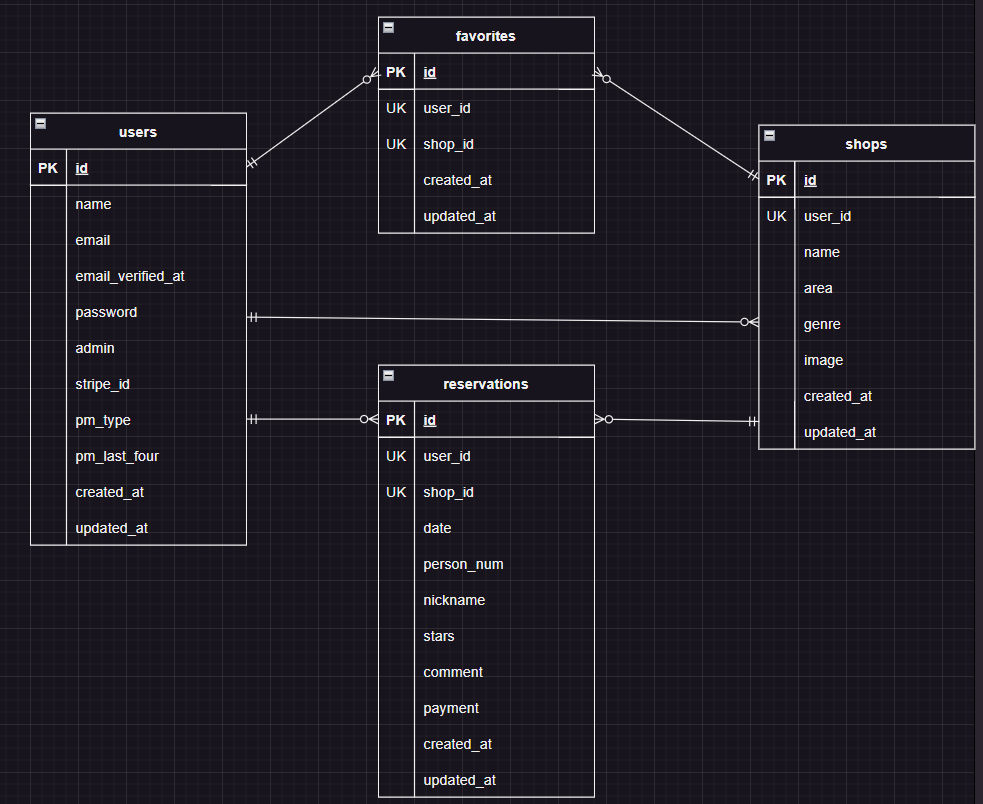 favorites
PK id
UK user_id
UK shop_id
created_at
updated_at
users
PK id
name
email
email_verified_at
password
admin
stripe_id
pm_type
pm_last_four
created_at
updated_at
shops
PK id
UK user_id
name
area
genre
image
created_at
updated_at
reservations
PK id
UK user_id
UK shop_id
date
person_num
nickname
stars
comment
payment
created_at
updated_at